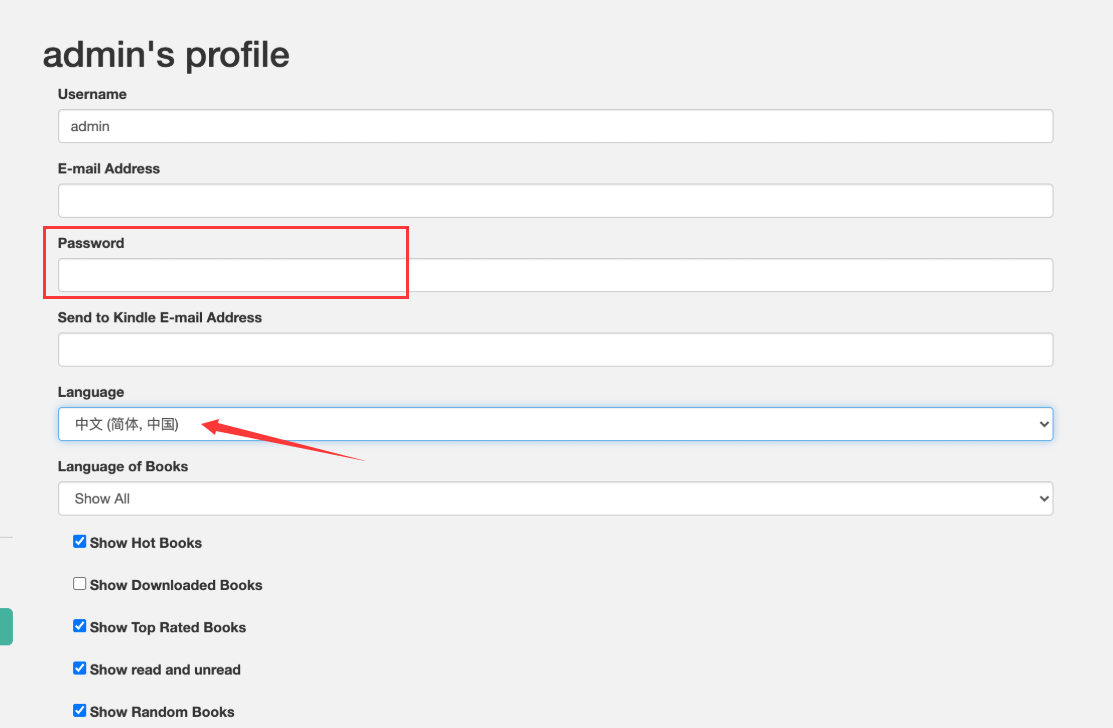 admin's profile
Username
admin
E-mail Address
Password
Send to Kindle E-mail Address
Language
中文 (简体, 中国)
Language of Books
Show All
Show Hot Books
Show Downloaded Books
Show Top Rated Books
Show read and unread
Show Random Books